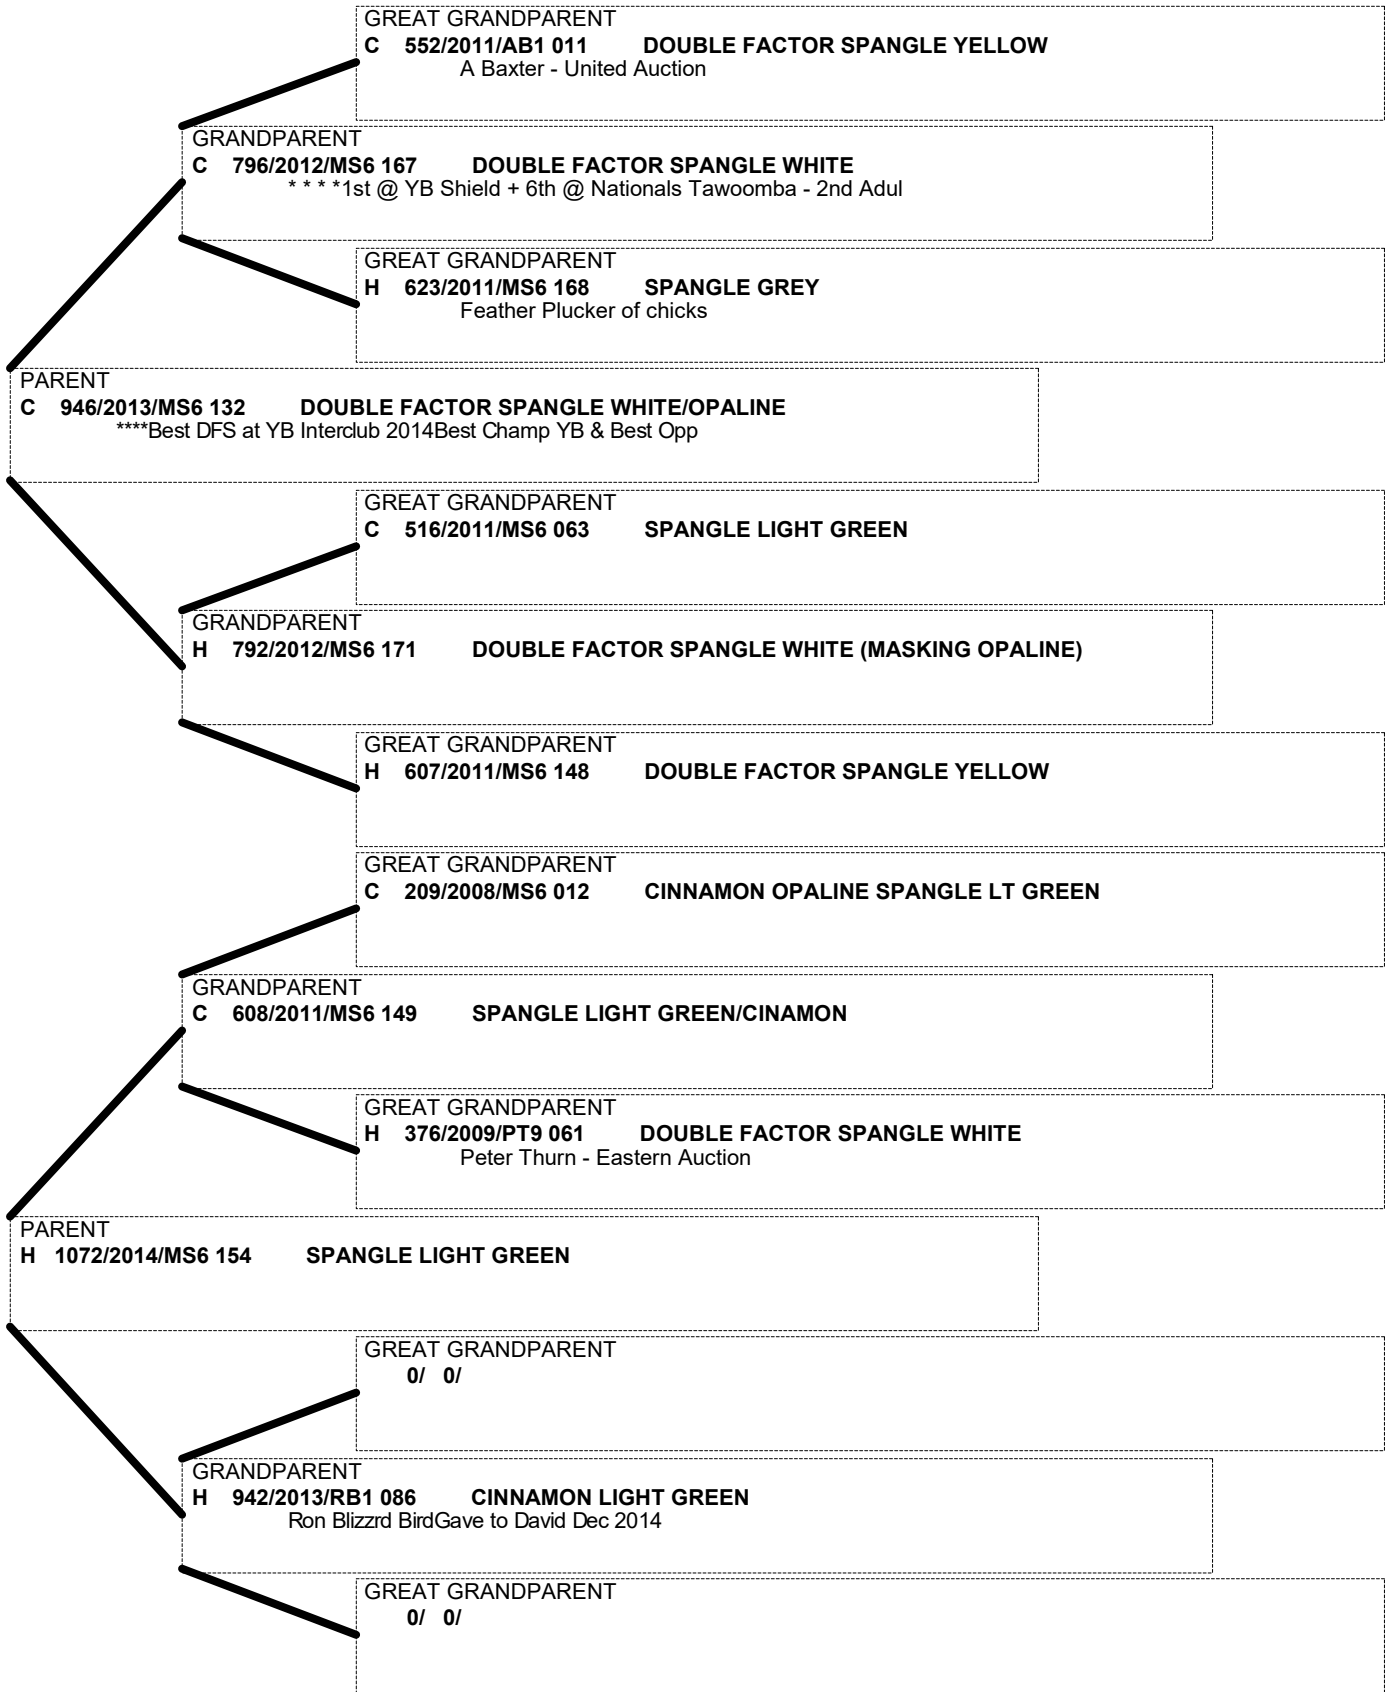 GREAT GRANDPARENT
C 552/2011/AB1 011 DOUBLE FACTOR SPANGLE YELLOW
A Baxter - United Auction
GRANDPARENT
C 796/2012/MS6 167 DOUBLE FACTOR SPANGLE WHITE
* * * *1st @ YB Shield + 6th @ Nationals Tawoomba - 2nd Adul
GREAT GRANDPARENT
H 623/2011/MS6 168 SPANGLE GREY
Feather Plucker of chicks
PARENT
C 946/2013/MS6 132 DOUBLE FACTOR SPANGLE WHITE/OPALINE
****Best DFS at YB Interclub 2014Best Champ YB & Best Opp
GREAT GRANDPARENT
C 516/2011/MS6 063 SPANGLE LIGHT GREEN
GRANDPARENT
H 792/2012/MS6 171 DOUBLE FACTOR SPANGLE WHITE (MASKING OPALINE)
GREAT GRANDPARENT
H 607/2011/MS6 148 DOUBLE FACTOR SPANGLE YELLOW
GREAT GRANDPARENT
C 209/2008/MS6 012 CINNAMON OPALINE SPANGLE LT GREEN
GRANDPARENT
C 608/2011/MS6 149 SPANGLE LIGHT GREEN/CINAMON
GREAT GRANDPARENT
H 376/2009/PT9 061 DOUBLE FACTOR SPANGLE WHITE
Peter Thurn - Eastern Auction
PARENT
H 1072/2014/MS6 154 SPANGLE LIGHT GREEN
GREAT GRANDPARENT
0/ 0/
GRANDPARENT
H 942/2013/RB1 086 CINNAMON LIGHT GREEN
Ron Blizzrd BirdGave to David Dec 2014
GREAT GRANDPARENT
0/ 0/